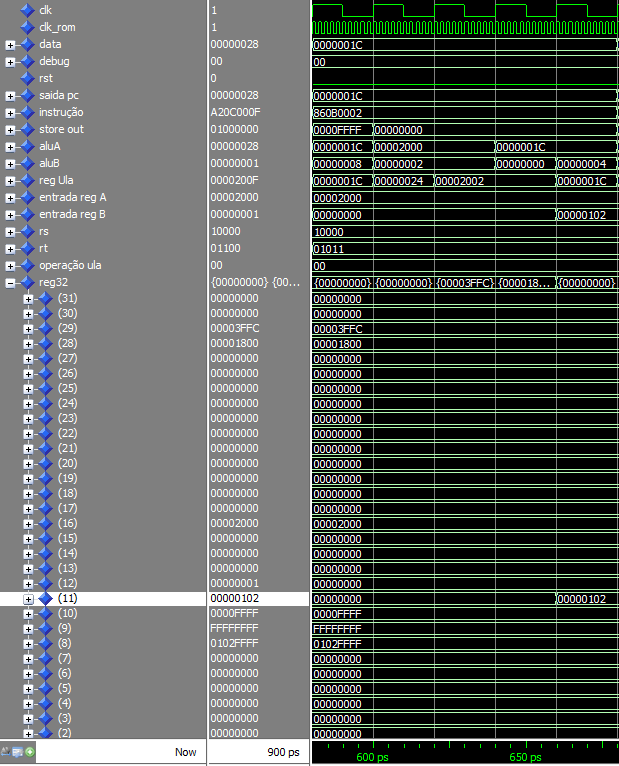 clk 1
clk_rom 1
data 00000028 0000001C
debug 00 00
rst 0
saida pc 00000028 0000001C
instrução A20C000F 860B0002
store out 01000000 0000FFFF 00000000
aluA 00000028 0000001C 00002000 0000001C
aluB 00000001 00000008 00000002 00000000 00000004
reg Ula 0000200F 0000001C 00000024 00002002 0000001C
entrada reg A 00002000 00002000
entrada reg B 00000001 00000000 00000102
rs 10000 10000
rt 01100 01011
operação ula 00 00
reg32 {00000000} {00... {00000000} {00000000} {00003FFC} {000018... {00000000}
(31) 00000000 00000000
(30) 00000000 00000000
(29) 00003FFC 00003FFC
(28) 00001800 00001800
(27) 00000000 00000000
(26) 00000000 00000000
(25) 00000000 00000000
(24) 00000000 00000000
(23) 00000000 00000000
(22) 00000000 00000000
(21) 00000000 00000000
(20) 00000000 00000000
(19) 00000000 00000000
(18) 00000000 00000000
(17) 00000000 00000000
(16) 00002000 00002000
(15) 00000000 00000000
(14) 00000000 00000000
(13) 00000000 00000000
(12) 00000001 00000000
(11) 00000102 00000000 00000102
(10) 0000FFFF 0000FFFF
(9) FFFFFFFF FFFFFFFF
(8) 0102FFFF 0102FFFF
(7) 00000000 00000000
(6) 00000000 00000000
(5) 00000000 00000000
(4) 00000000 00000000
(3) 00000000 00000000
(2) 00000000 00000000
Now 900 ps 600 ps 650 ps